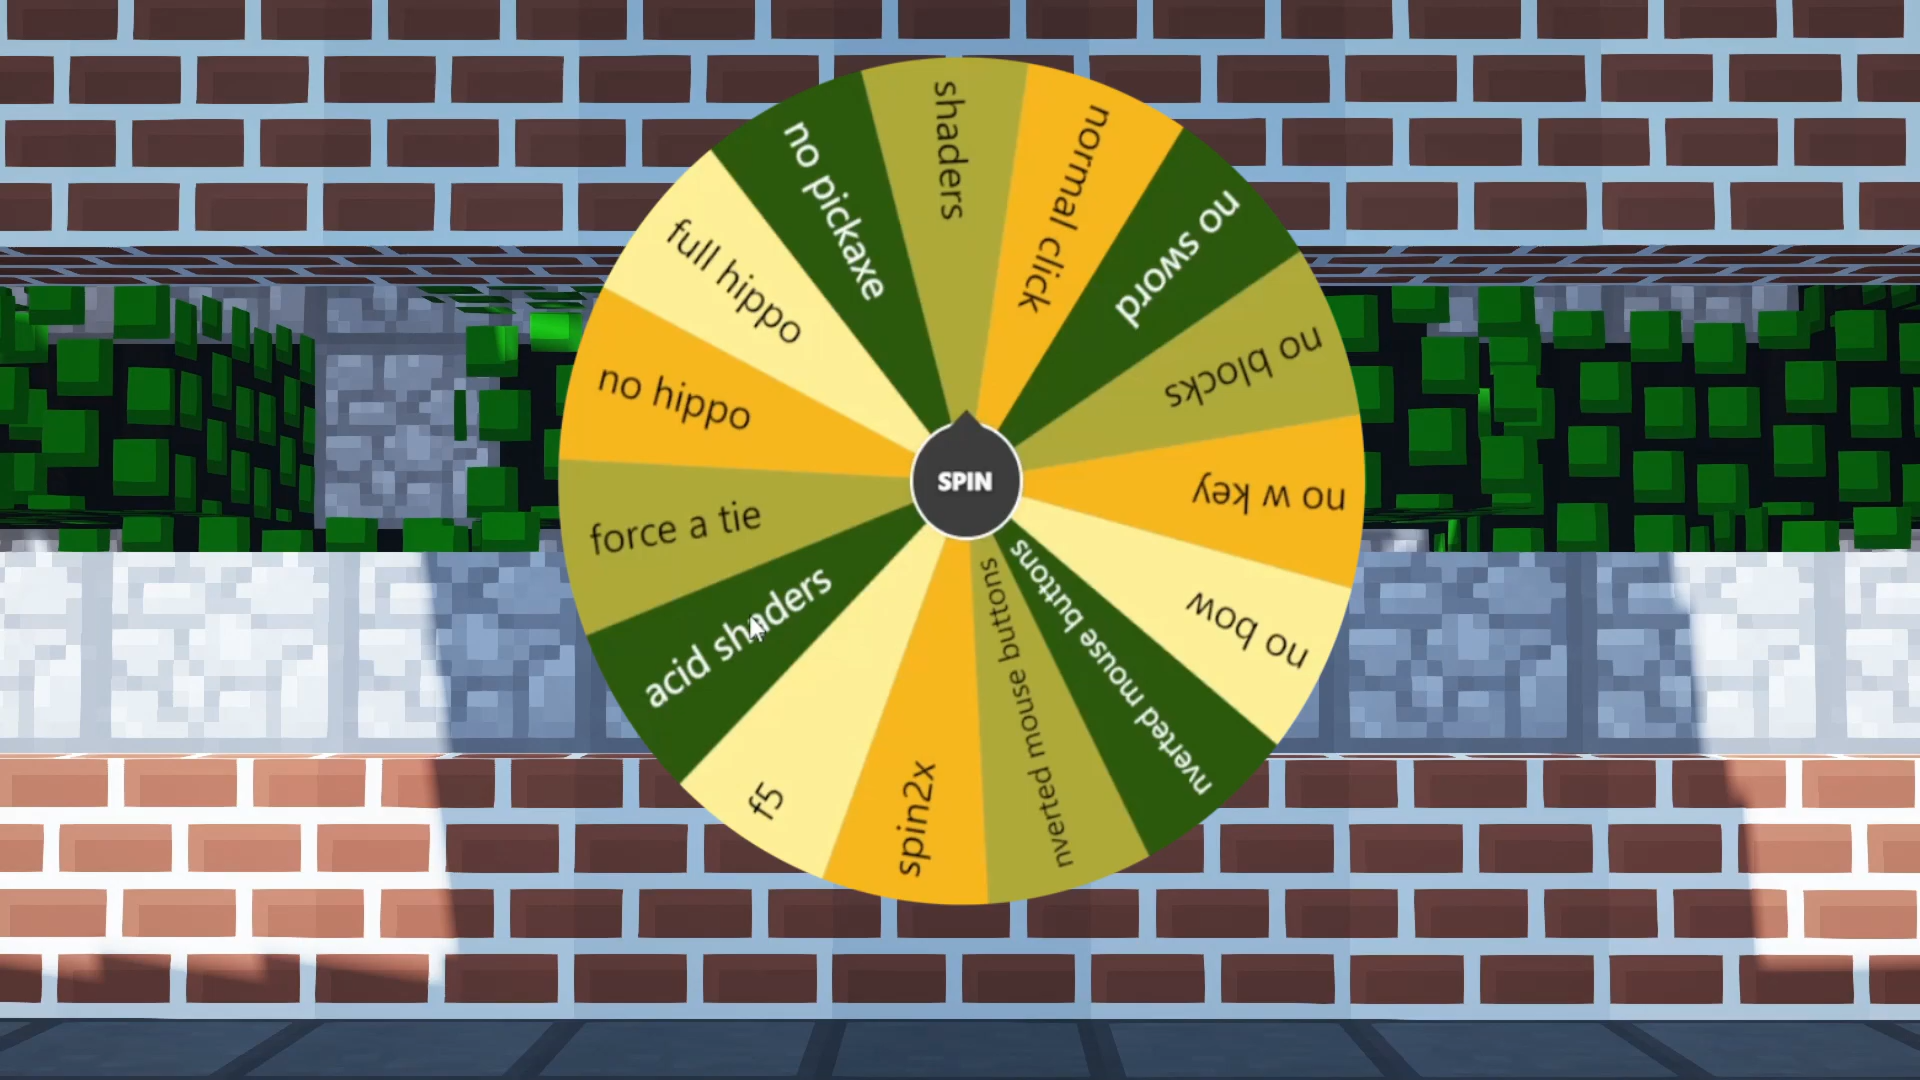 shaders
normal click
no sword
no blocks
no w key
no bow
nverted mouse buttons
nverted mouse buttons
spin2x
f5
acid shaders
force a tie
no hippo
full hippo
no pickaxe
SPIN